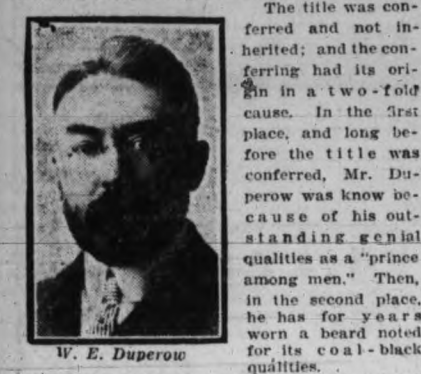 The title was con-
ferred and not in-
herited; and the con-
ferring had its ori-
gin in a two-fold
cause. In the first
place, and long be-
fore the title was
conferred, Mr. Du-
perow was know be-
cause of his out-
standing genial
qualities as a "prince
among men." Then,
in the second place,
he has for years
worn a beard noted
for its coal-black
qualities.
W. E. Duperow